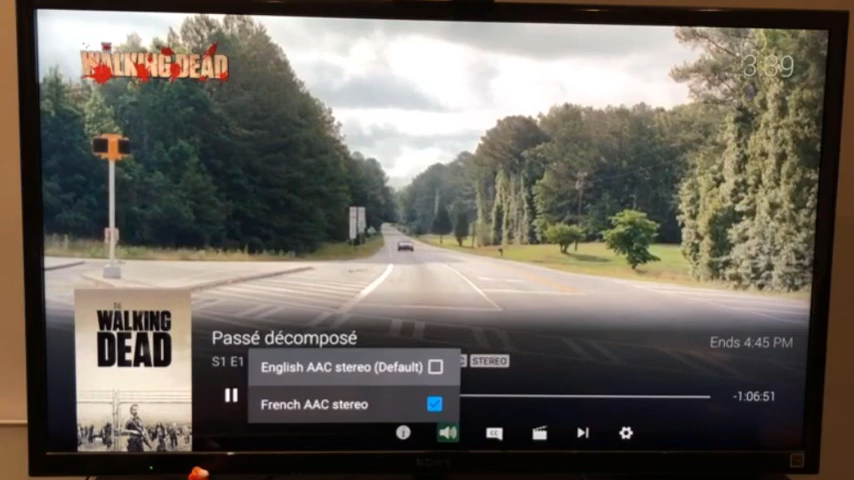 THE WALKING DEAD
3:39
THE
WALKING
DEAD
Passé décomposé
Ends 4:45 PM
S1 E1
STEREO
English AAC stereo (Default)
French AAC stereo
-1:06:51
CC
SONY